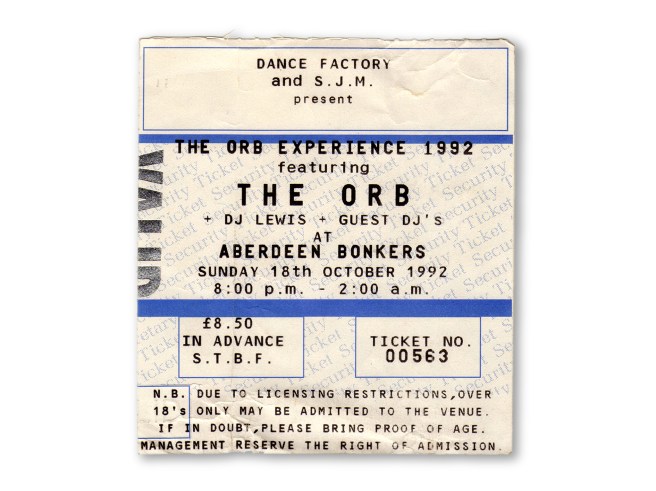 DANCE FACTORY
and S.J.M.
present
THE ORB EXPERIENCE 1992
featuring
THE ORB
+ DJ LEWIS + GUEST DJ'S
AT
ABERDEEN BONKERS
SUNDAY 18th OCTOBER 1992
8:00 p.m. - 2:00 a.m.
£8.50
IN ADVANCE
S.T.B.F.
TICKET NO.
00563
N.B. DUE TO LICENSING RESTRICTIONS,OVER
18's ONLY MAY BE ADMITTED TO THE VENUE.
IF IN DOUBT,PLEASE BRING PROOF OF AGE.
MANAGEMENT RESERVE THE RIGHT OF ADMISSION.